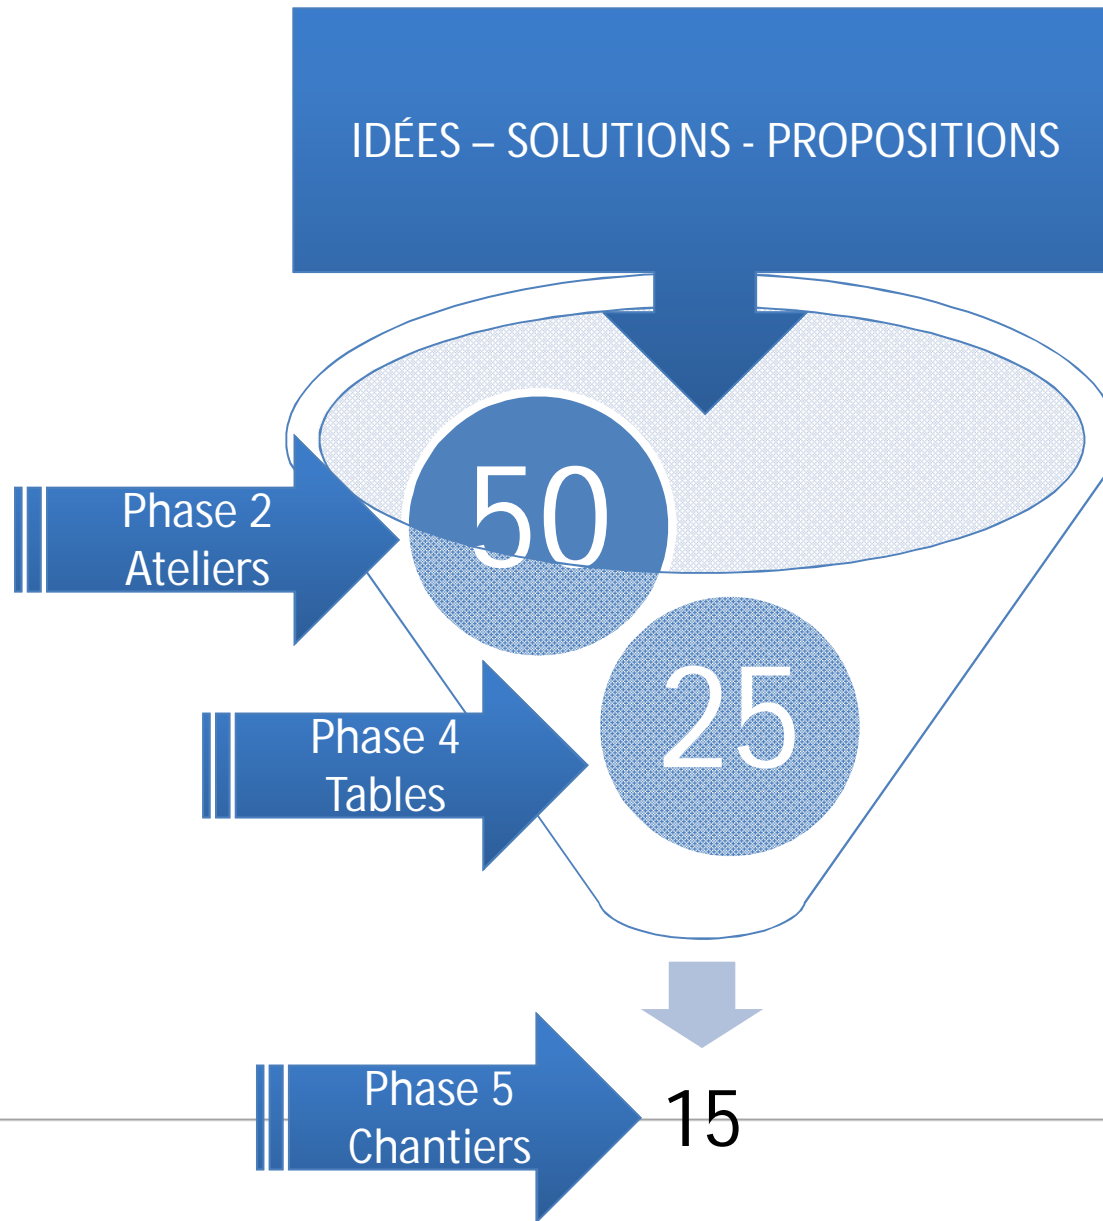 IDÉES – SOLUTIONS - PROPOSITIONS
50
Phase 2
Ateliers
25
Phase 4
Tables
Phase 5
Chantiers
15